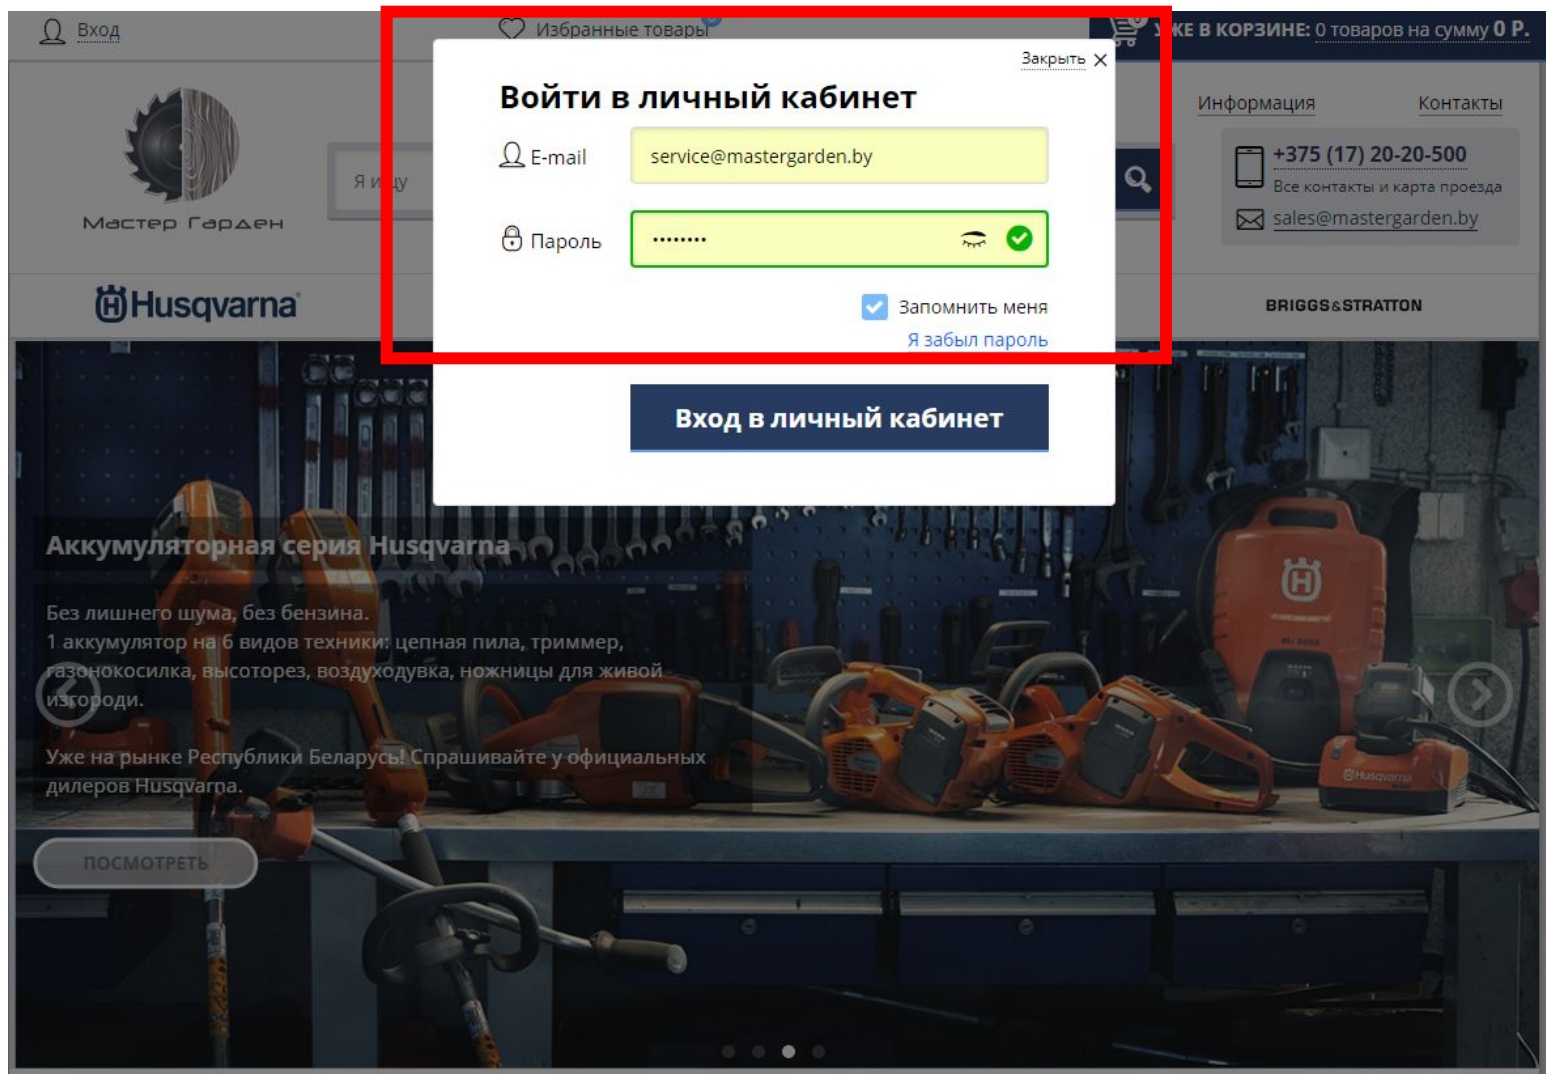 Вход
Избранные товары
0
УЖЕ В КОРЗИНЕ: 0 товаров на сумму 0 Р.
Закрыть ×
Войти в личный кабинет
E-mail
service@mastergarden.by
Пароль
••••••••
Запомнить меня
Я забыл пароль
Вход в личный кабинет
Мастер Гарден
Я ищу
Информация
Контакты
+375 (17) 20-20-500
Все контакты и карта проезда
sales@mastergarden.by
Husqvarna
BRIGGS&STRATTON
Аккумуляторная серия Husqvarna
Без лишнего шума, без бензина.
1 аккумулятор на 6 видов техники: цепная пила, триммер,
газонокосилка, высоторез, воздуходувка, ножницы для живой
изгороди.
Уже на рынке Республики Беларусь! Спрашивайте у официальных
дилеров Husqvarna.
ПОСМОТРЕТЬ
Husqvarna